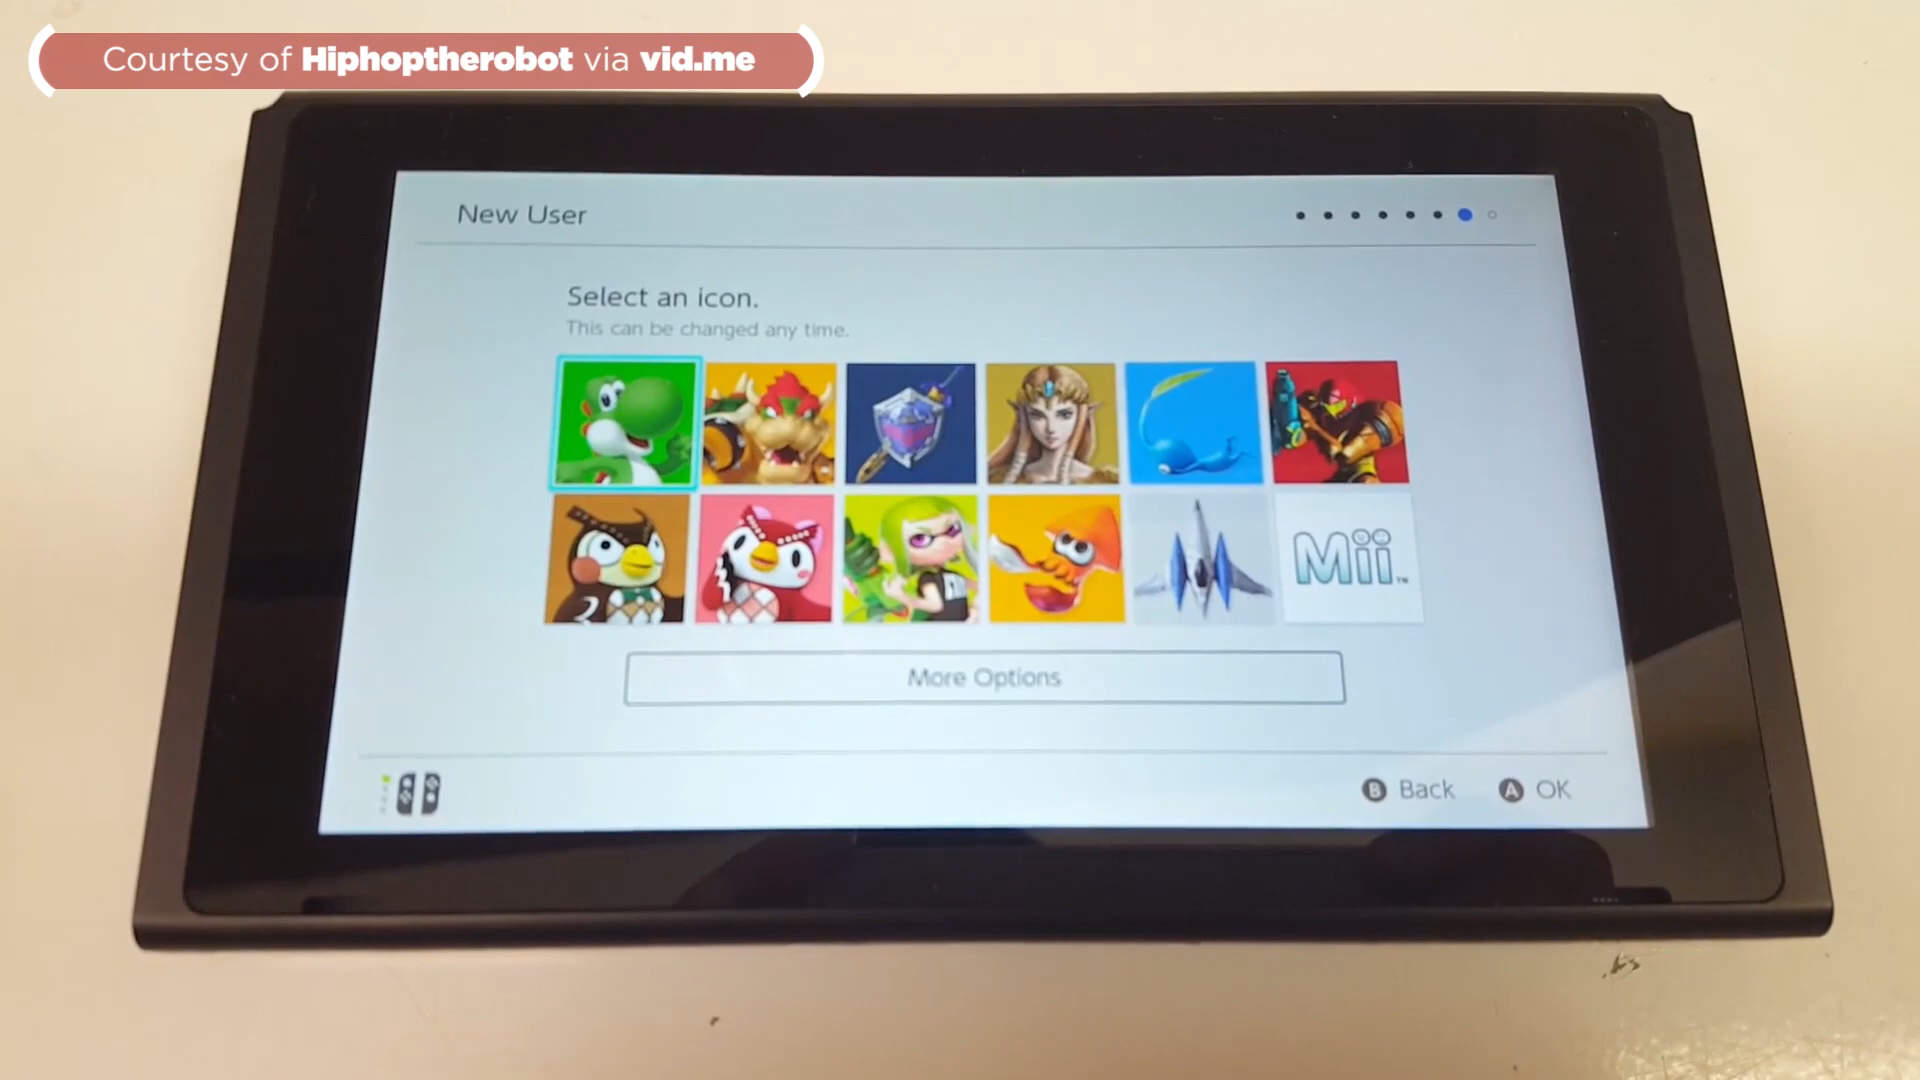 Courtesy of Hiphoptherobot via vid.me
New User
Select an icon.
This can be changed any time.
Mii™
More Options
B Back A OK